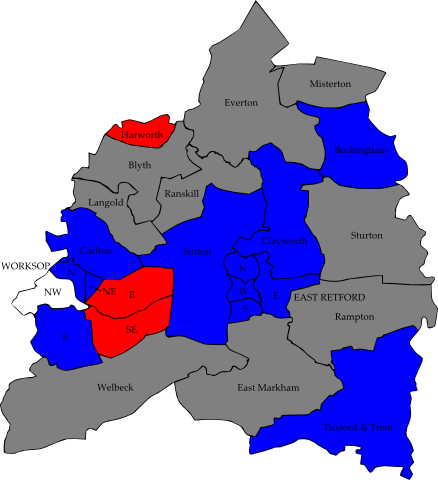 Misterton
Everton
Harworth
Beckingham
Blyth
Ranskill
Langold
Clayworth
Sturton
Carlton
Sutton
WORKSOP
N
N
NW
NE
E
W
E
EAST RETFORD
S
Rampton
SE
S
Welbeck
East Markham
Tuxford & Trent